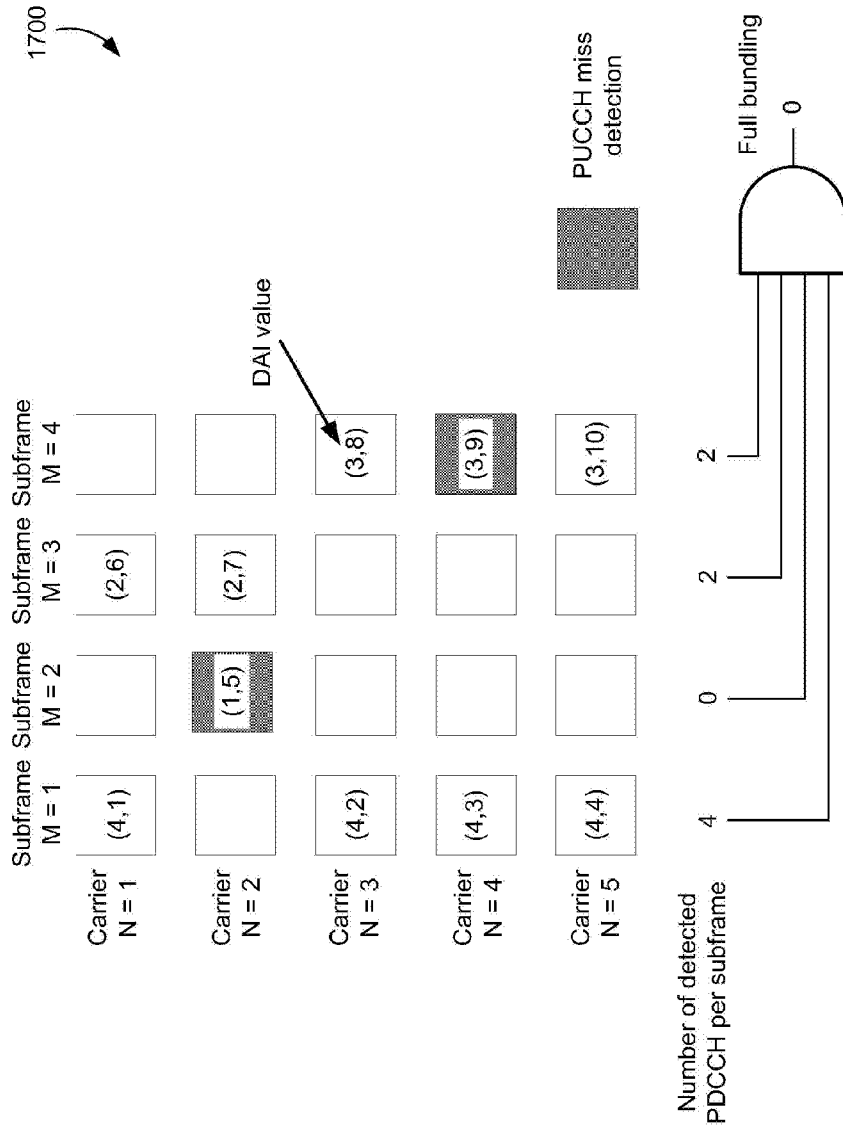 1700
Subframe
M = 1
Subframe
M = 2
Subframe
M = 3
Subframe
M = 4
Carrier
N = 1
(4,1)
(2,6)
Carrier
N = 2
(1,5)
(2,7)
DAI value
Carrier
N = 3
(4,2)
(3,8)
Carrier
N = 4
(4,3)
(3,9)
Carrier
N = 5
(4,4)
(3,10)
PUCCH miss
detection
Number of detected
PDCCH per subframe
4
0
2
2
Full bundling
0